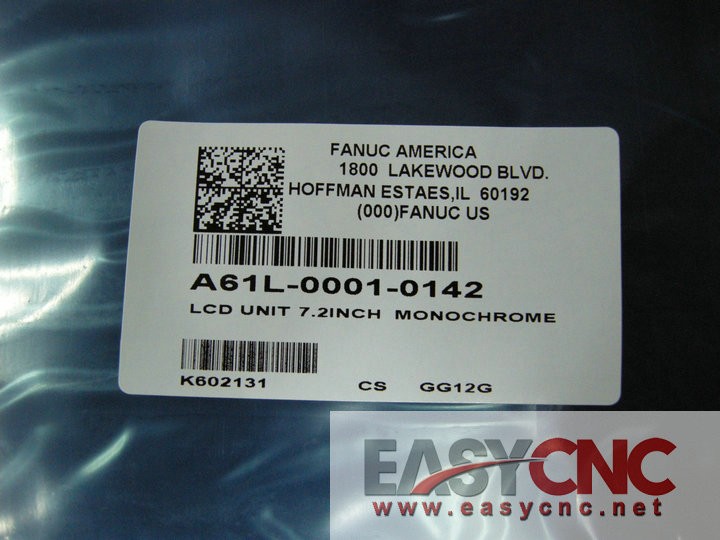 FANUC AMERICA
1800 LAKEWOOD BLVD.
HOFFMAN ESTAES,IL 60192
(000)FANUC US
A61L-0001-0142
LCD UNIT 7.2INCH MONOCHROME
K602131 CS GG12G
EASYCNC
www.easycnc.net